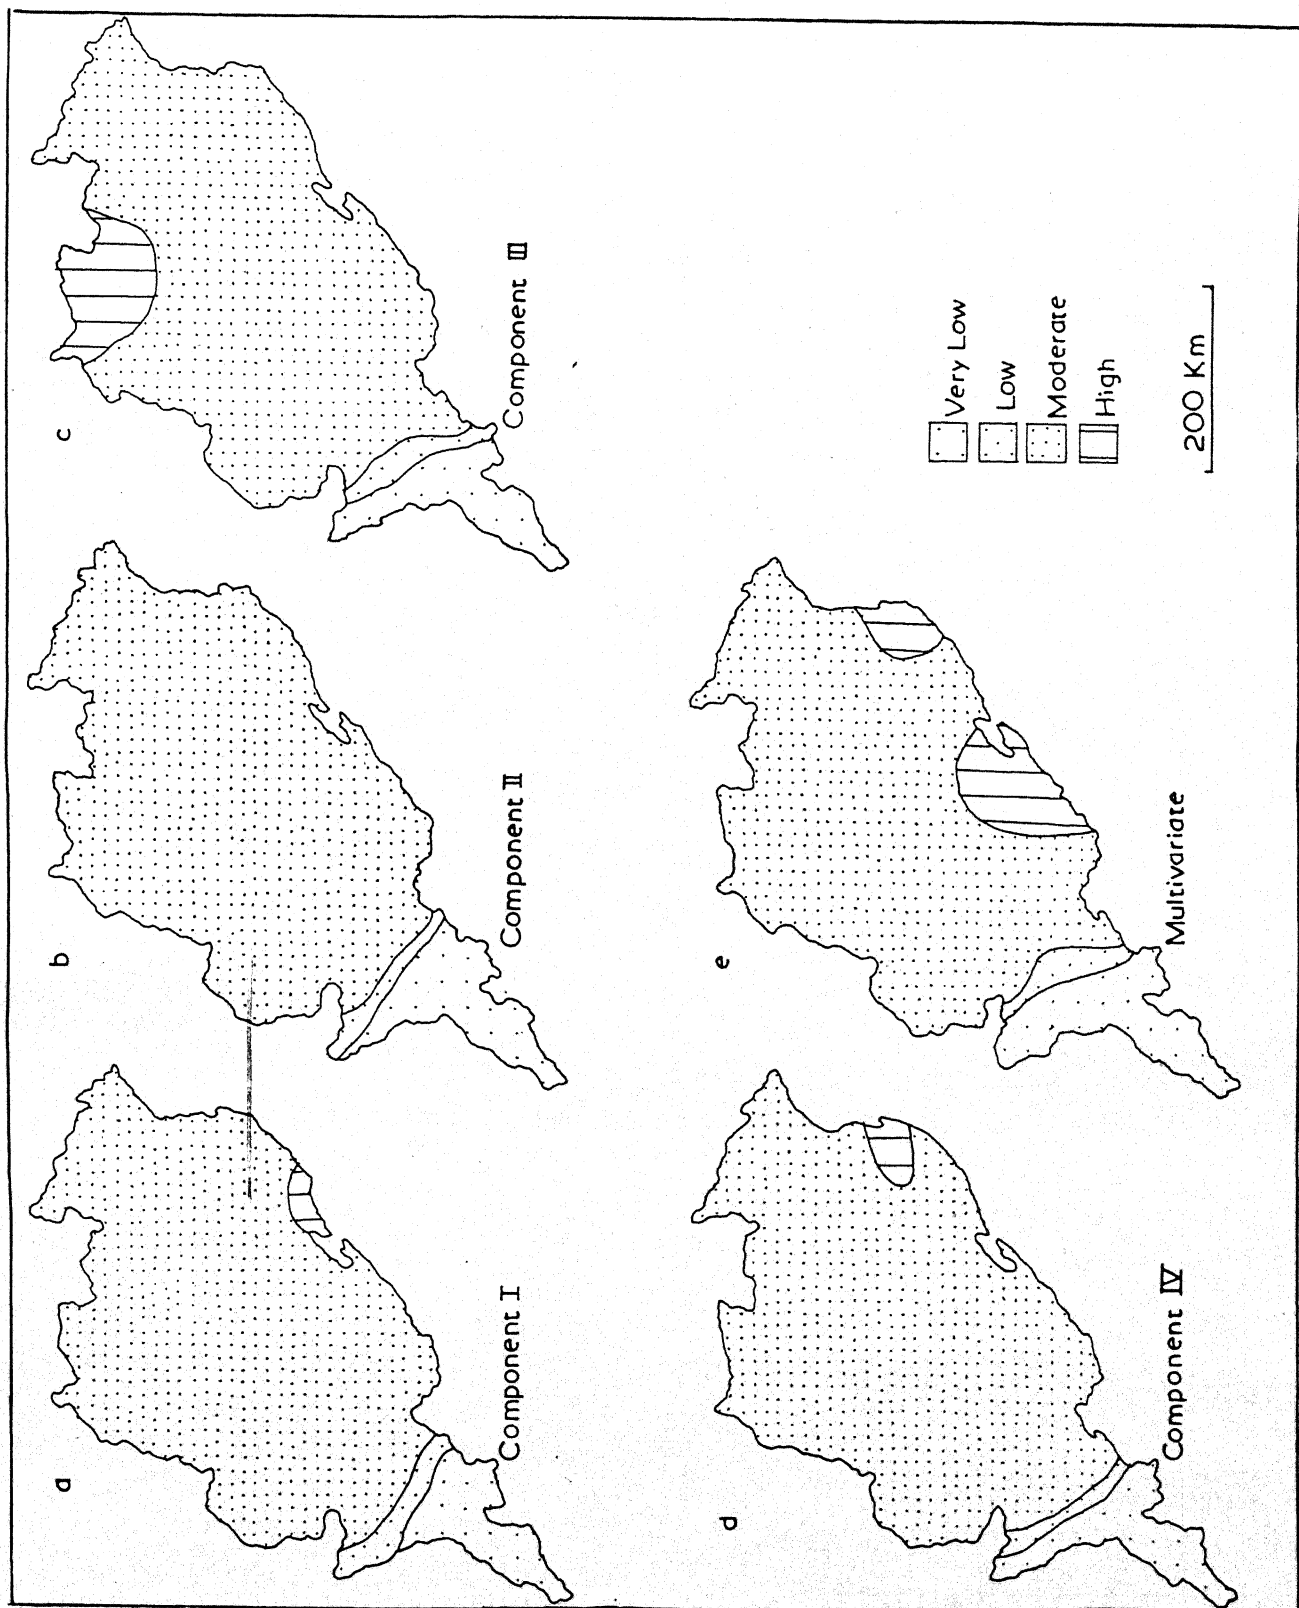 a
Component I
b
Component II
c
Component III
d
Component IV
e
Multivariate
Very Low
Low
Moderate
High
200 Km